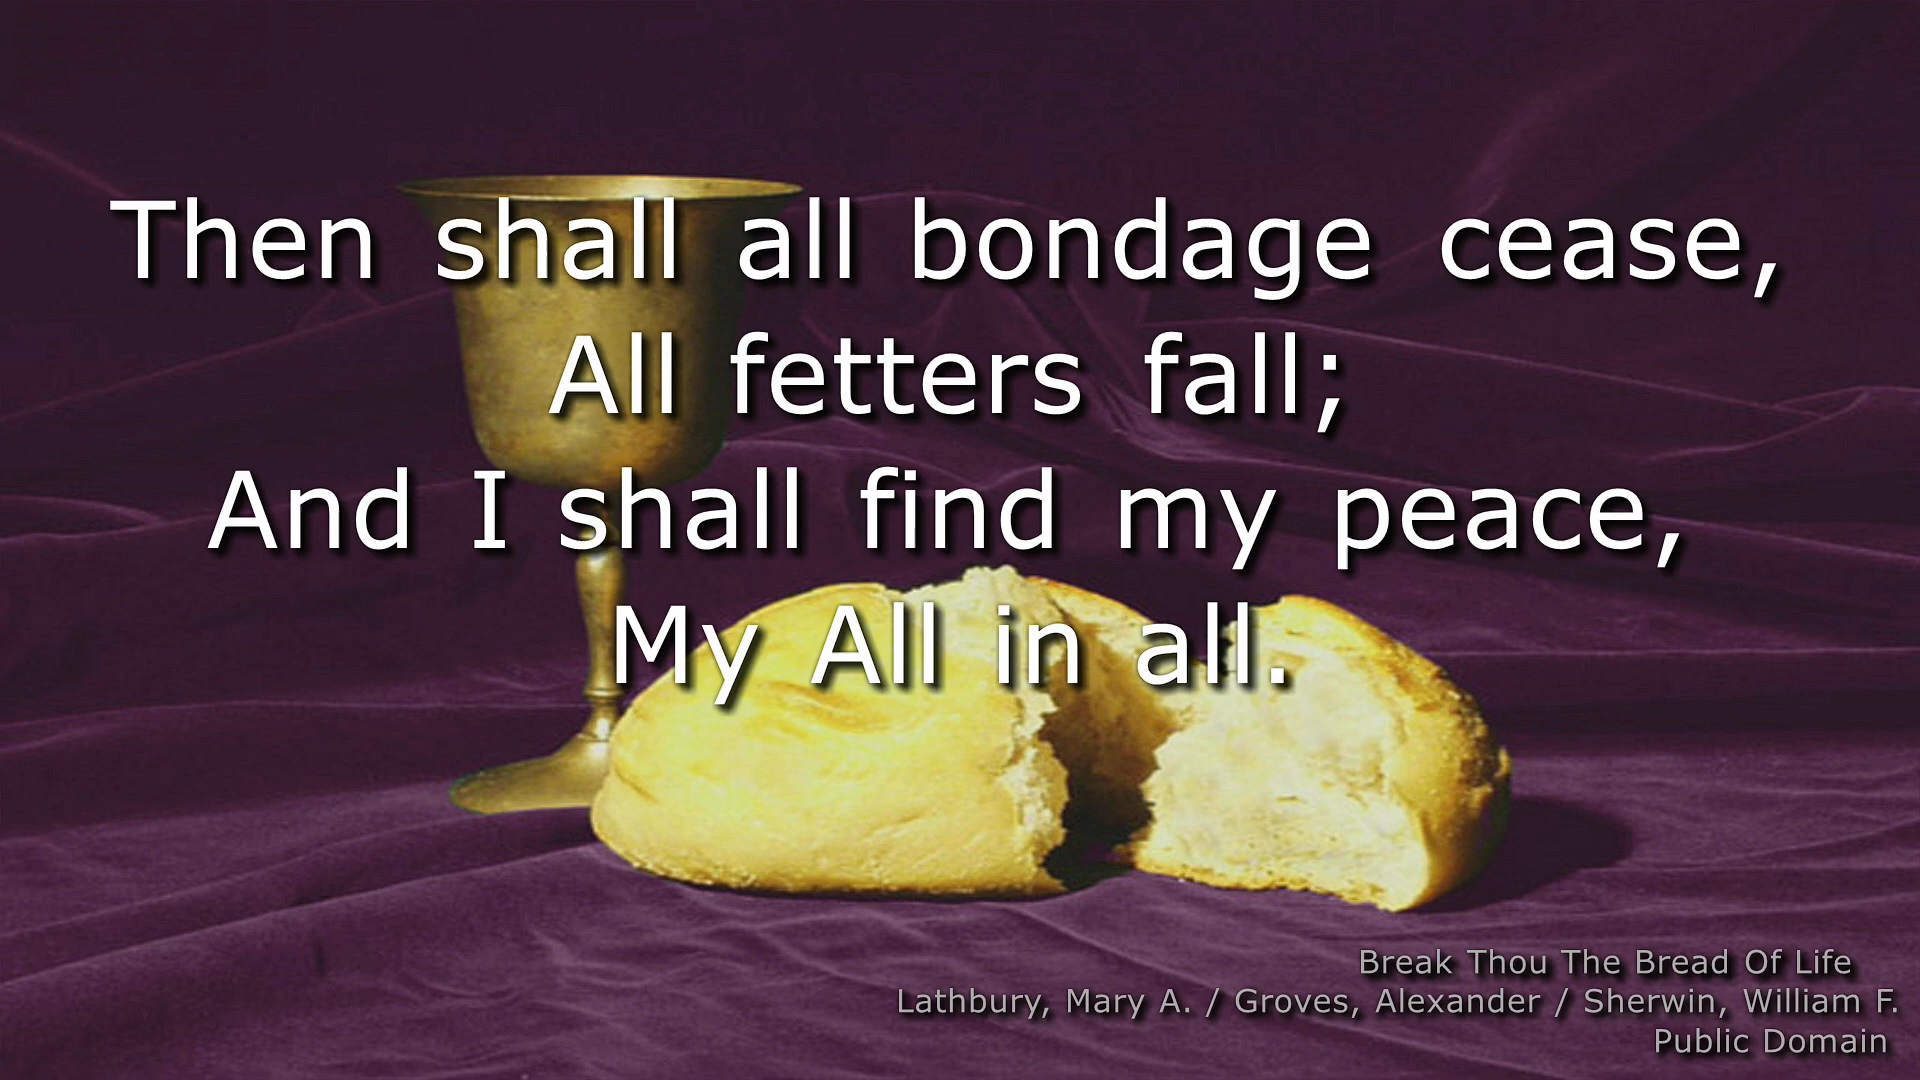 Then shall all bondage cease,
All fetters fall;
And I shall find my peace,
My All in all.
Break Thou The Bread Of Life
Lathbury, Mary A. / Groves, Alexander / Sherwin, William F.
Public Domain